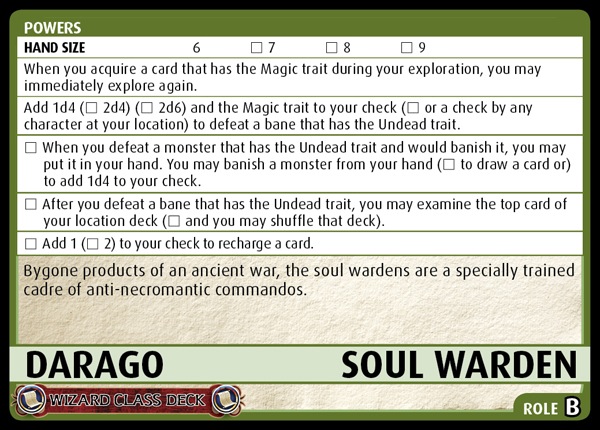 POWERS
HAND SIZE 6 □ 7 □ 8 □ 9
When you acquire a card that has the Magic trait during your exploration, you may
immediately explore again.
Add 1d4 (□ 2d4) (□ 2d6) and the Magic trait to your check (□ or a check by any
character at your location) to defeat a bane that has the Undead trait.
□ When you defeat a monster that has the Undead trait and would banish it, you may
put it in your hand. You may banish a monster from your hand (□ to draw a card or)
to add 1d4 to your check.
□ After you defeat a bane that has the Undead trait, you may examine the top card of
your location deck (□ and you may shuffle that deck).
□ Add 1 (□ 2) to your check to recharge a card.
Bygone products of an ancient war, the soul wardens are a specially trained
cadre of anti-necromantic commandos.
DARAGO SOUL WARDEN
WIZARD CLASS DECK
ROLE B